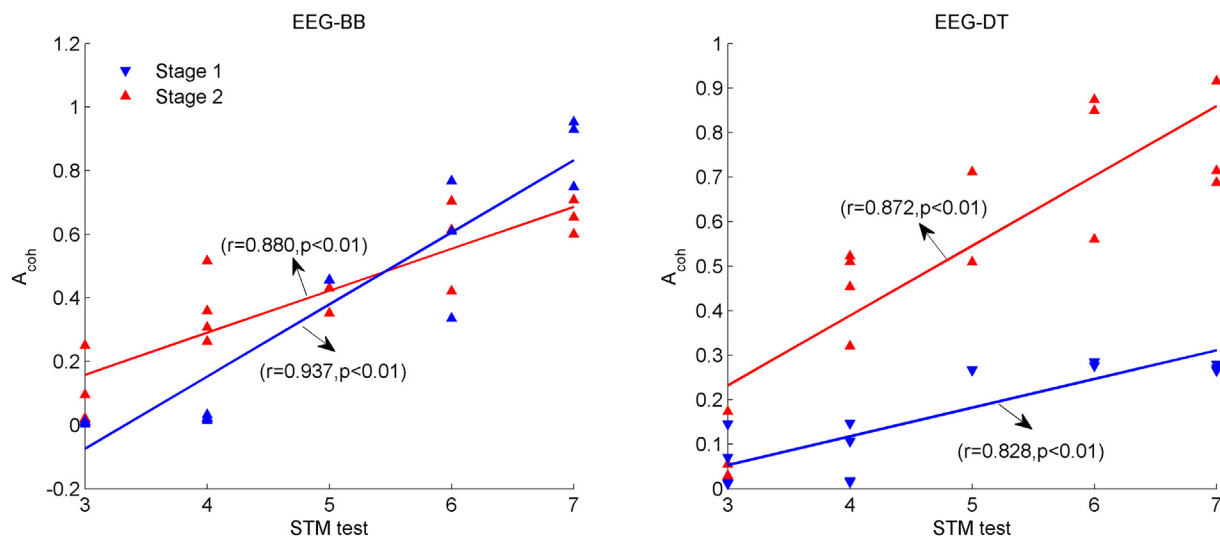 EEG-BB
1.2
1
0.8
0.6
0.4
0.2
0
-0.2
A_coh
Stage 1
Stage 2
(r=0.880,p<0.01)
(r=0.937,p<0.01)
3 4 5 6 7
STM test
EEG-DT
1
0.9
0.8
0.7
0.6
0.5
0.4
0.3
0.2
0.1
0
A_coh
(r=0.872,p<0.01)
(r=0.828,p<0.01)
3 4 5 6 7
STM test